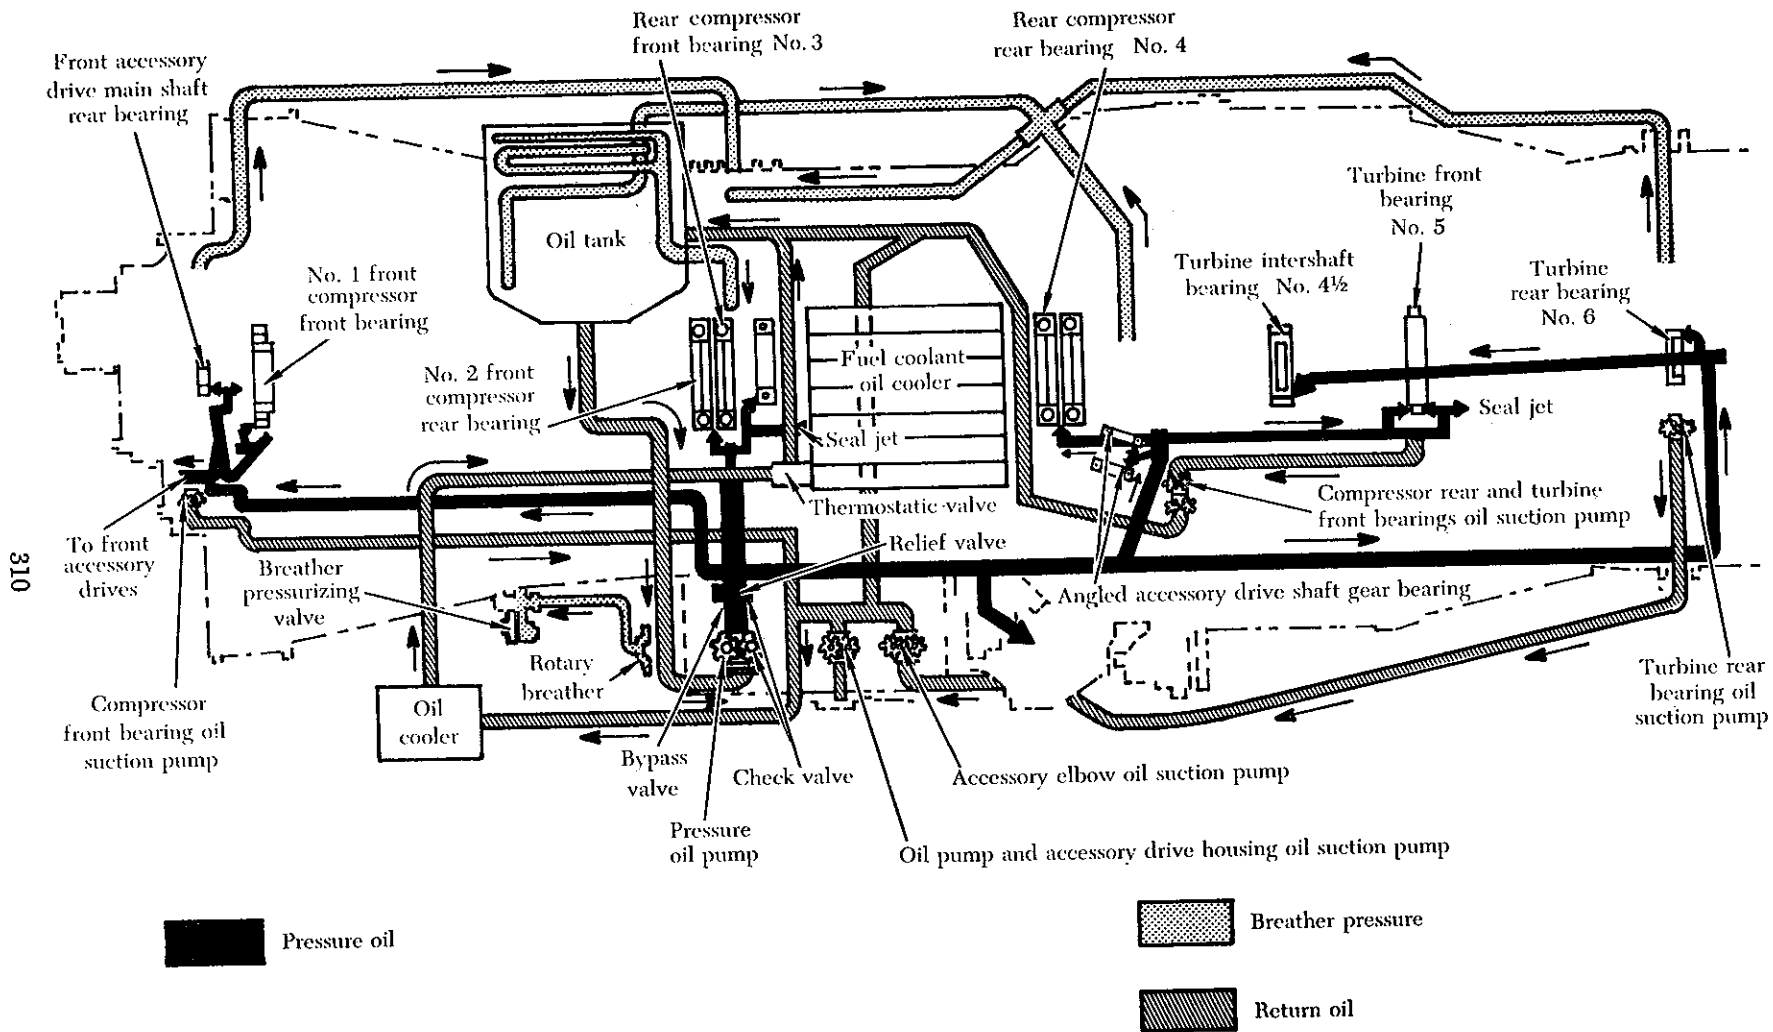 Rear compressor
front bearing No. 3
Rear compressor
rear bearing No. 4
Front accessory
drive main shaft
rear bearing
Turbine front
bearing
No. 5
Oil tank
No. 1 front
compressor
front bearing
Turbine intershaft
bearing No. 4½
Turbine
rear bearing
No. 6
No. 2 front
compressor
rear bearing
Fuel coolant
oil cooler
Seal jet
Seal jet
Thermostatic valve
Compressor rear and turbine
front bearings oil suction pump
To front
accessory
drives
Breather
pressurizing
valve
Relief valve
Angled accessory drive shaft gear bearing
310
Rotary
breather
Compressor
front bearing oil
suction pump
Oil
cooler
Turbine rear
bearing oil
suction pump
Bypass
valve
Check valve
Accessory elbow oil suction pump
Pressure
oil pump
Oil pump and accessory drive housing oil suction pump
Pressure oil
Breather pressure
Return oil